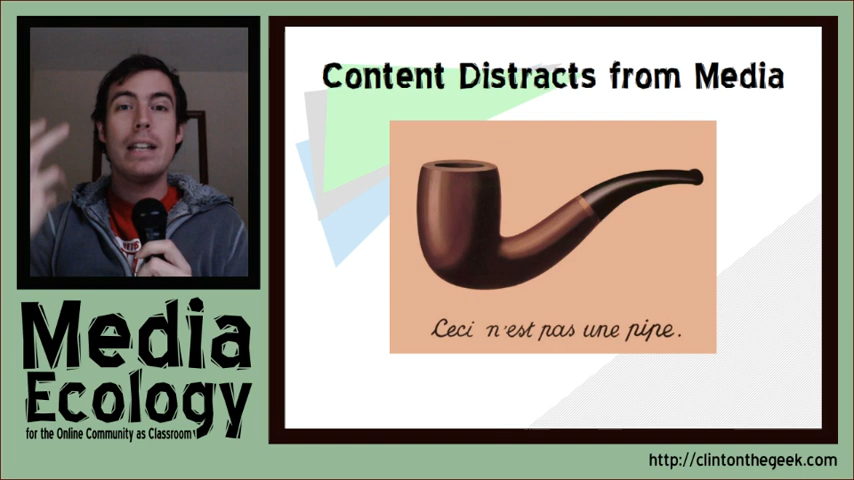 Content Distracts from Media
Ceci n'est pas une pipe.
Media
Ecology
for the Online Community as Classroom
http://clintonthegeek.com